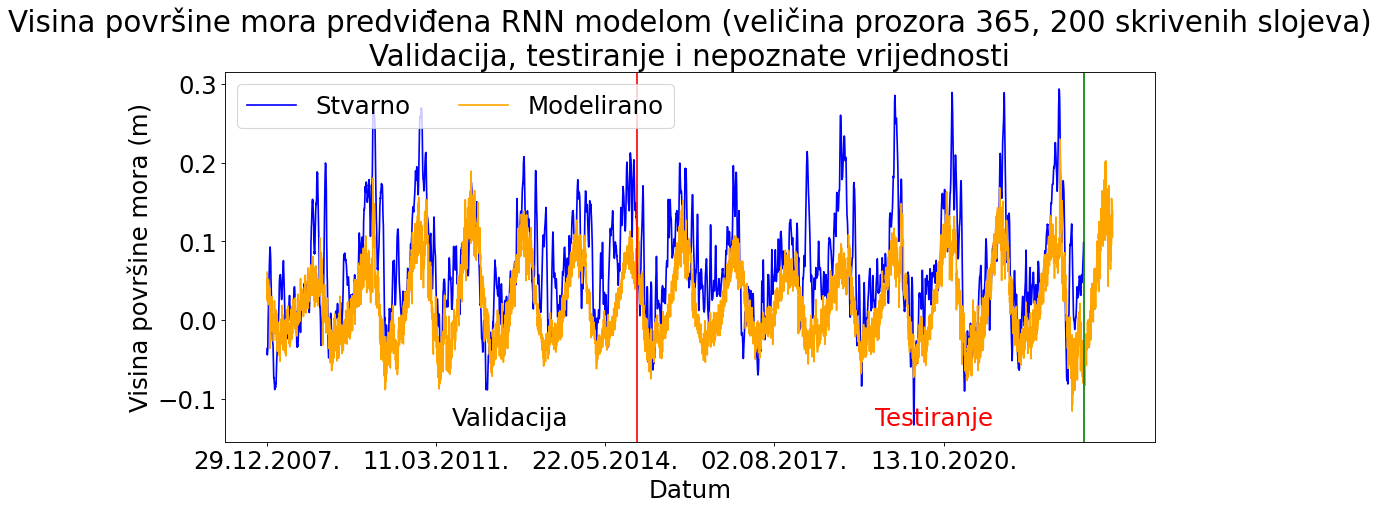 Visina površine mora predviđena RNN modelom (veličina prozora 365, 200 skrivenih slojeva)
Validacija, testiranje i nepoznate vrijednosti
Stvarno Modelirano
Visina površine mora (m)
0.3
0.2
0.1
0.0
−0.1
Validacija Testiranje
29.12.2007. 11.03.2011. 22.05.2014. 02.08.2017. 13.10.2020.
Datum